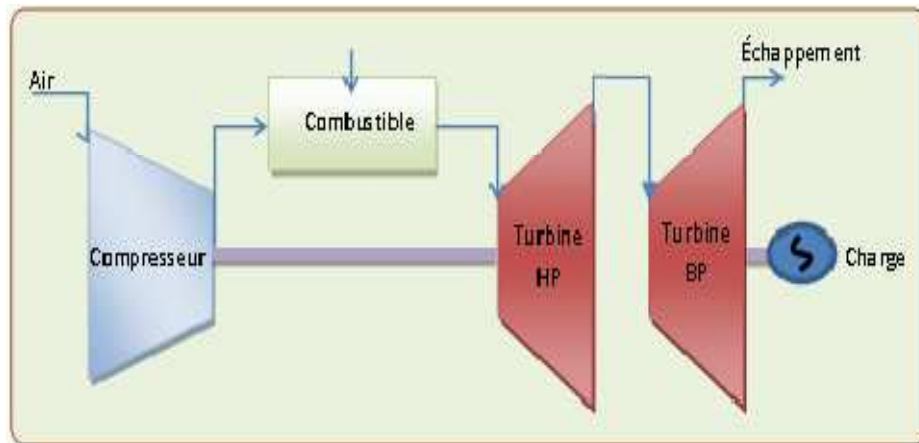 Air
Combustible
Échappement
Compresseur
Turbine
HP
Turbine
BP
Charge